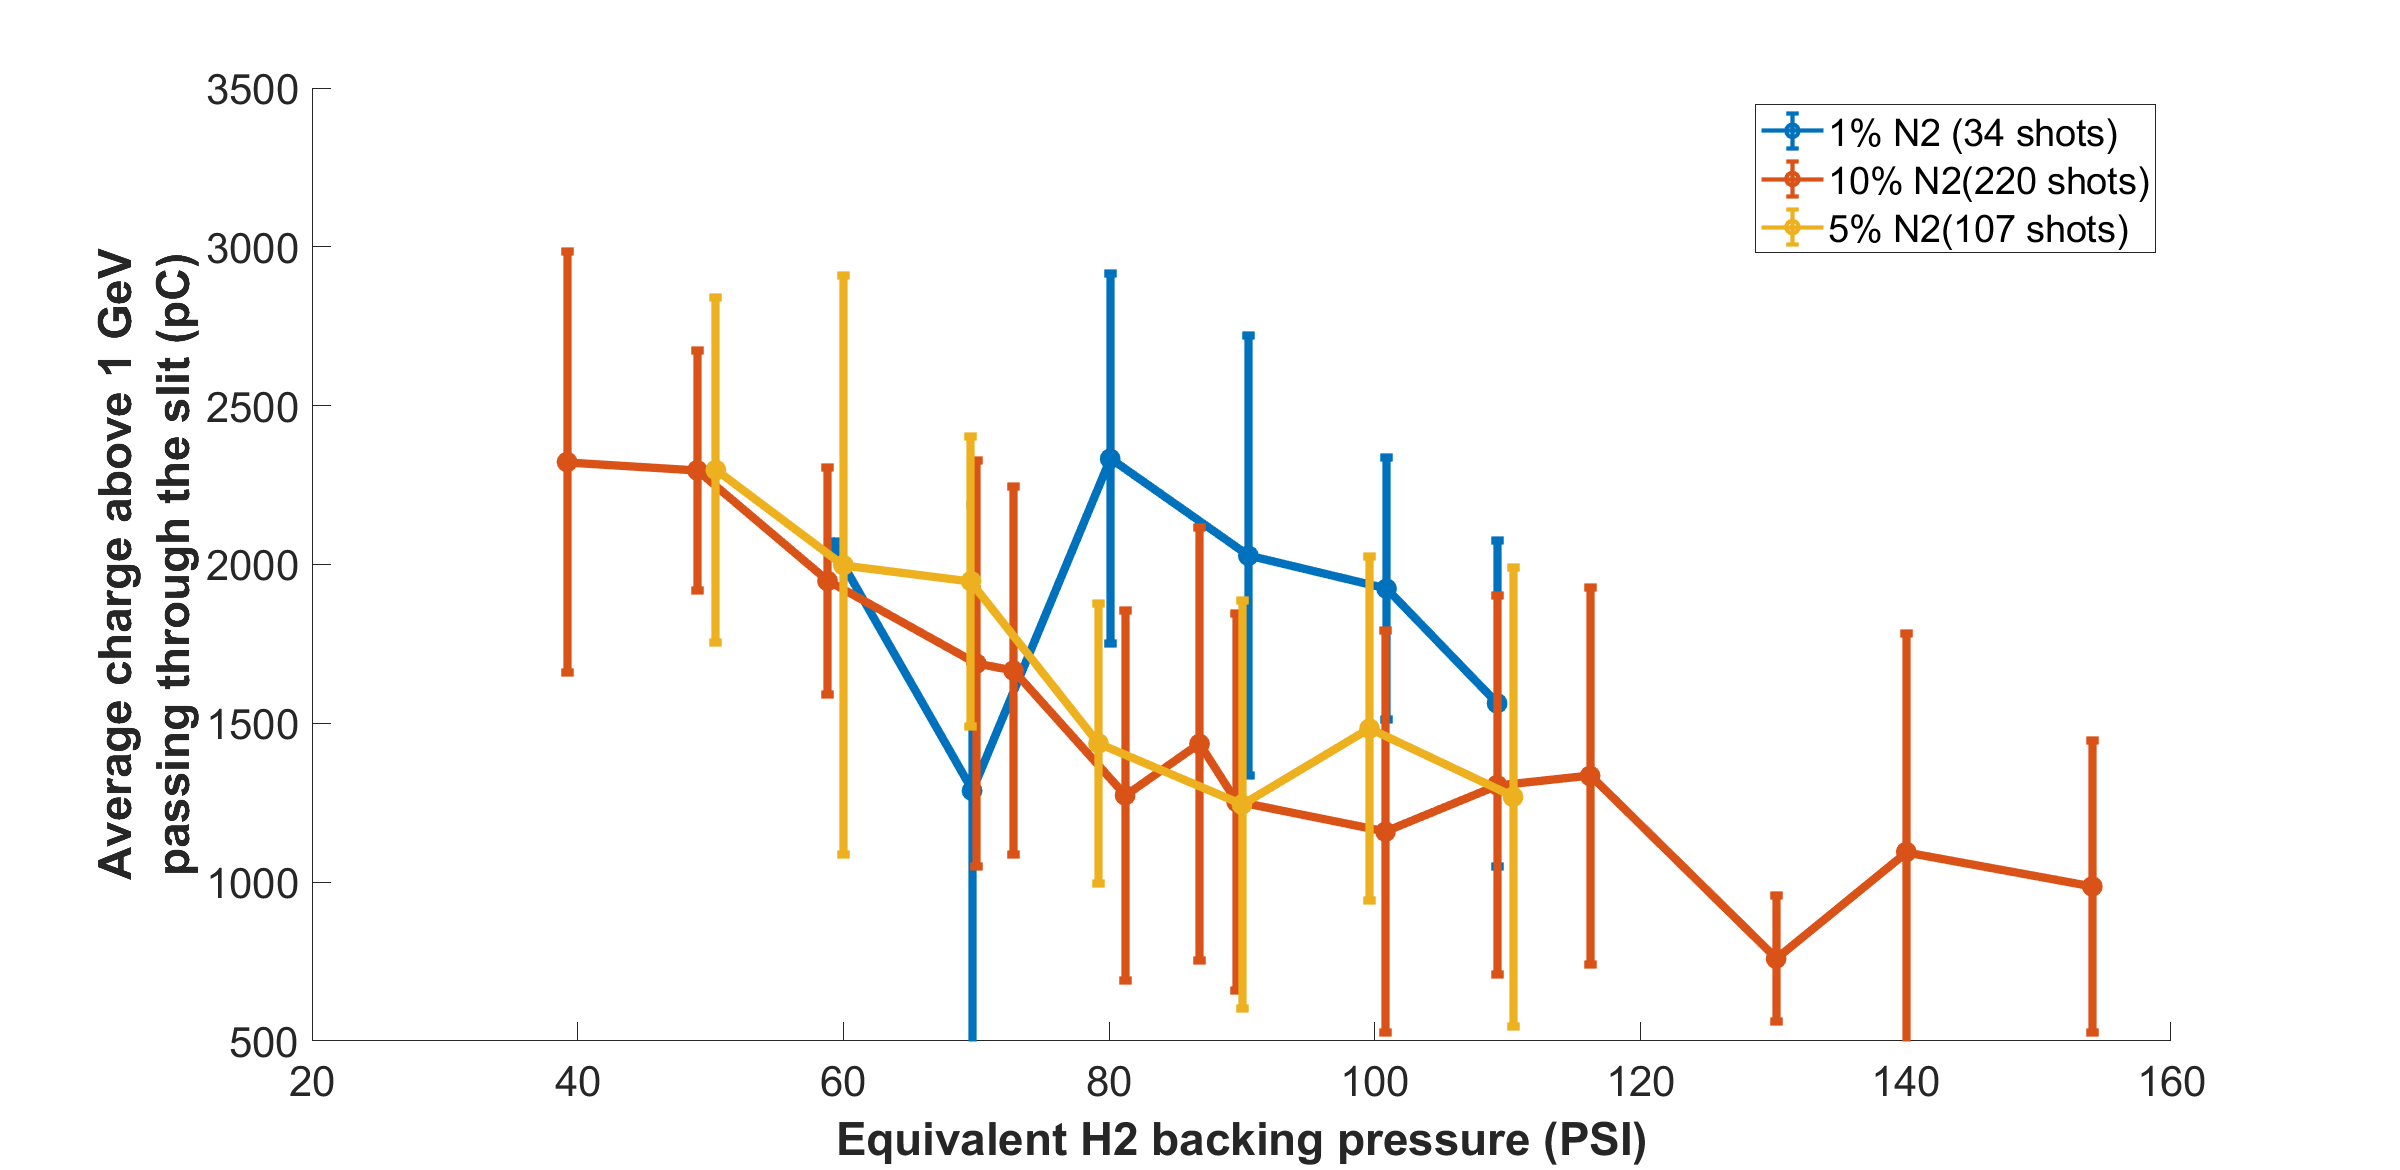 Average charge above 1 GeV
passing through the slit (pC)
3500
3000
2500
2000
1500
1000
500
20 40 60 80 100 120 140 160
Equivalent H2 backing pressure (PSI)
1% N2 (34 shots)
10% N2(220 shots)
5% N2(107 shots)